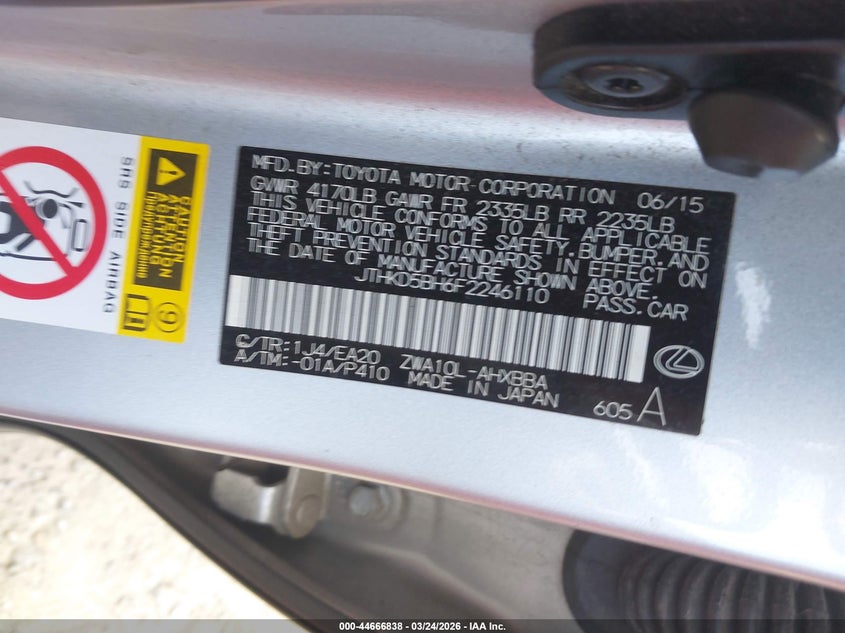 MFD. BY: TOYOTA MOTOR CORPORATION 06/15
GVWR 4170LB GAWR FR 2335LB RR 2235LB
THIS VEHICLE CONFORMS TO ALL APPLICABLE
FEDERAL MOTOR VEHICLE SAFETY, BUMPER, AND
THEFT PREVENTION STANDARDS IN EFFECT ON
THE DATE OF MANUFACTURE SHOWN ABOVE.
JTHKD5BH6F2246110 PASS.CAR
C/TR: 1J4/EA20 ZWA10L-AHXBBA
A/TM: -01A/P410 MADE IN JAPAN 605 A
SRS SIDE AIRBAG
CAUTION
000-44666838 - 03/24/2026 - IAA Inc.